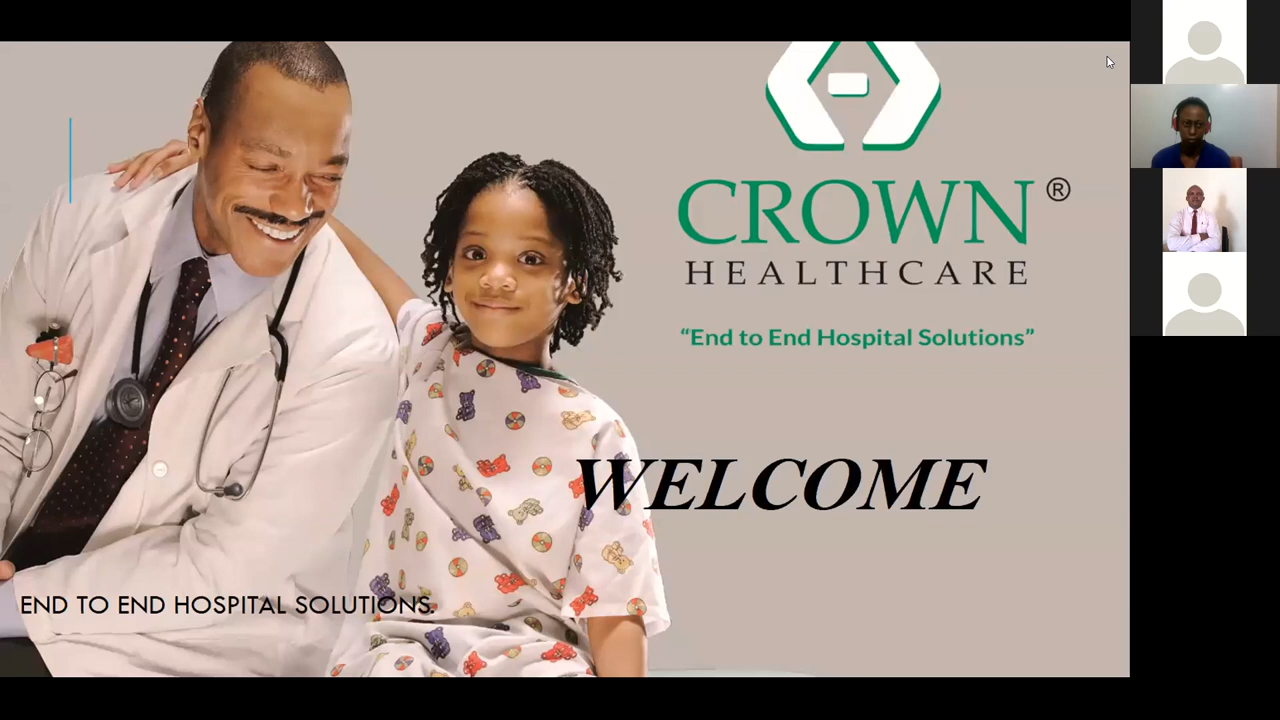 CROWN ®
HEALTHCARE
“End to End Hospital Solutions”
WELCOME
END TO END HOSPITAL SOLUTIONS.